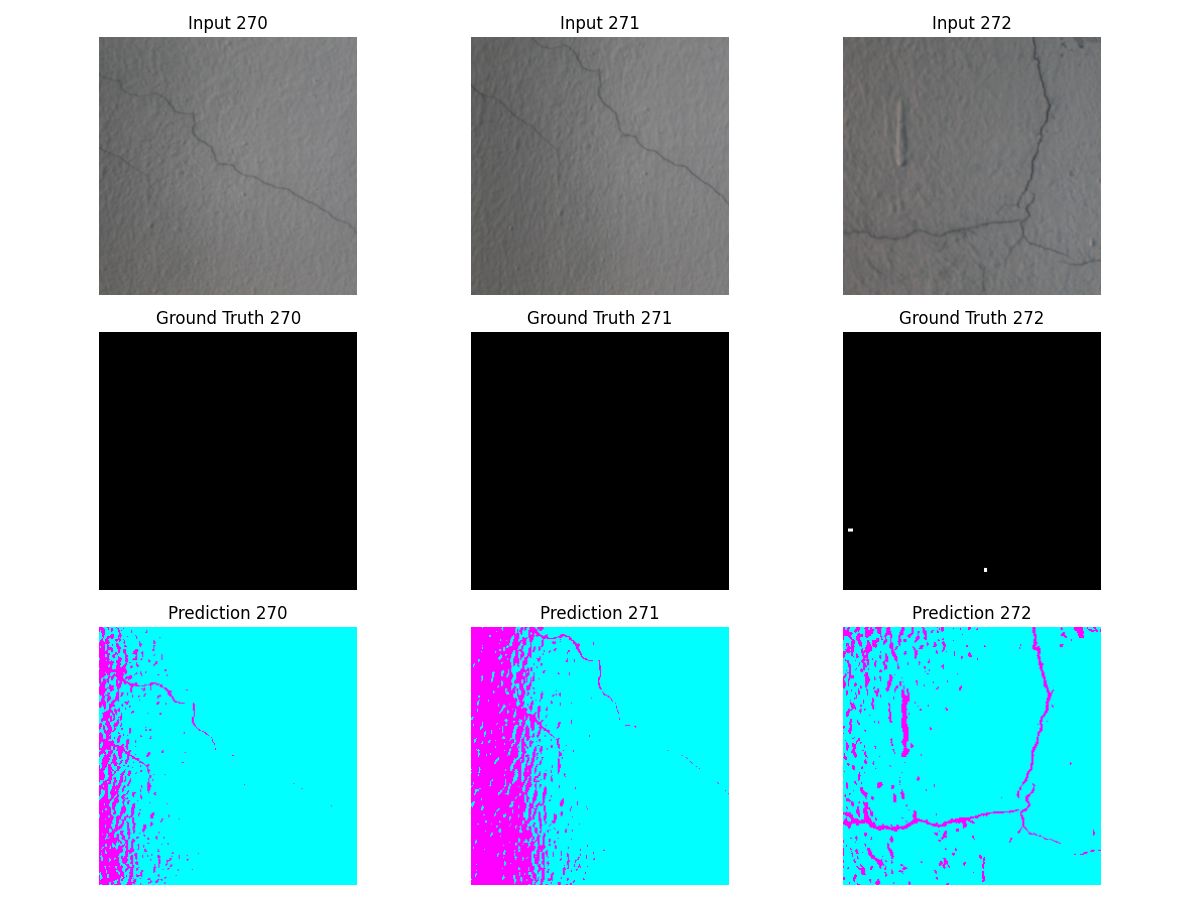 Input 270
Input 271
Input 272
Ground Truth 270
Ground Truth 271
Ground Truth 272
Prediction 270
Prediction 271
Prediction 272